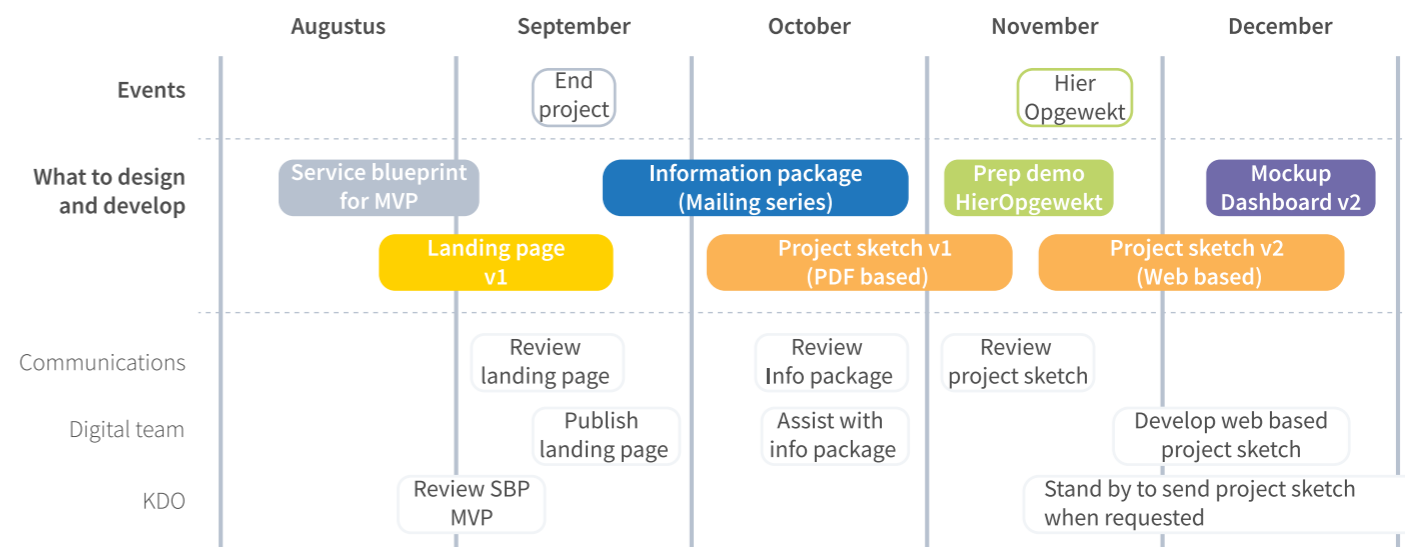 Augustus
September
October
November
December
Events
End
project
Hier
Opgewekt
What to design
and develop
Service blueprint
for MVP
Information package
(Mailing series)
Prep demo
HierOpgewekt
Mockup
Dashboard v2
Landing page
v1
Project sketch v1
(PDF based)
Project sketch v2
(Web based)
Communications
Review
landing page
Review
Info package
Review
project sketch
Digital team
Publish
landing page
Assist with
info package
Develop web based
project sketch
KDO
Review SBP
MVP
Stand by to send project sketch
when requested